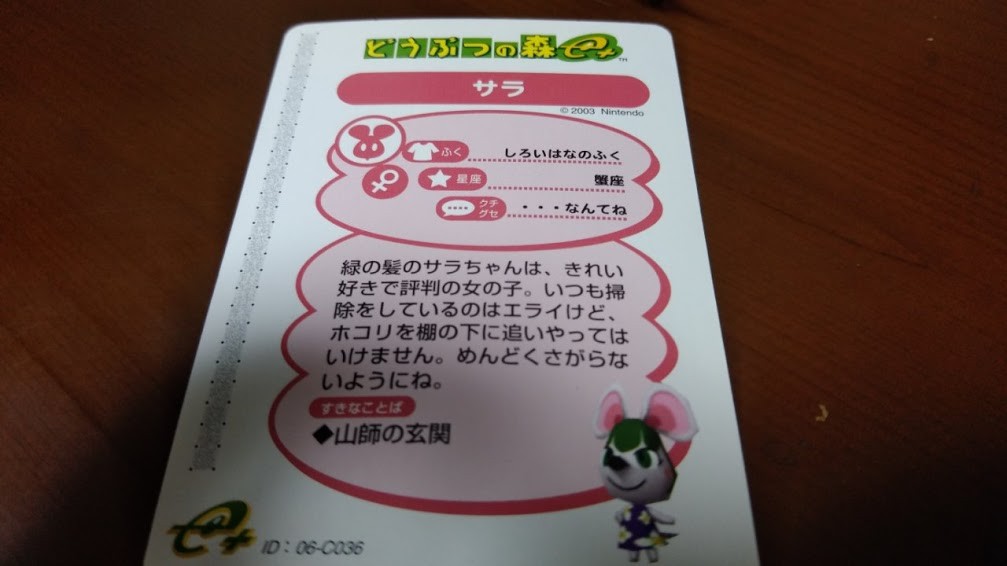 どうぶつの森e+™
サラ
© 2003 Nintendo
ふく しろいはなのふく
星座 蟹座
クチグセ ・・・なんてね
緑の髪のサラちゃんは、きれい
好きで評判の女の子。いつも掃
除をしているのはエライけど、
ホコリを棚の下に追いやっては
いけません。めんどくさがらな
いようにね。
すきなことば
◆山師の玄関
e+ ID：06-C036